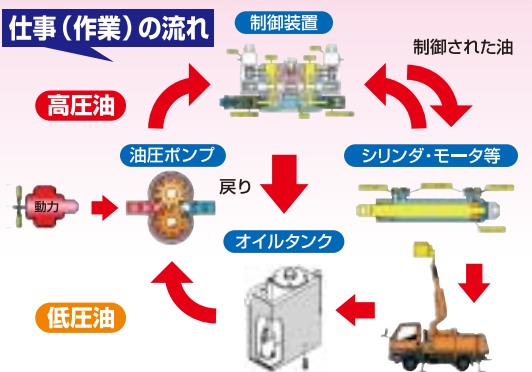 仕事（作業）の流れ
制御装置
制御された油
高圧油
油圧ポンプ
シリンダ・モータ等
動力
戻り
オイルタンク
低圧油